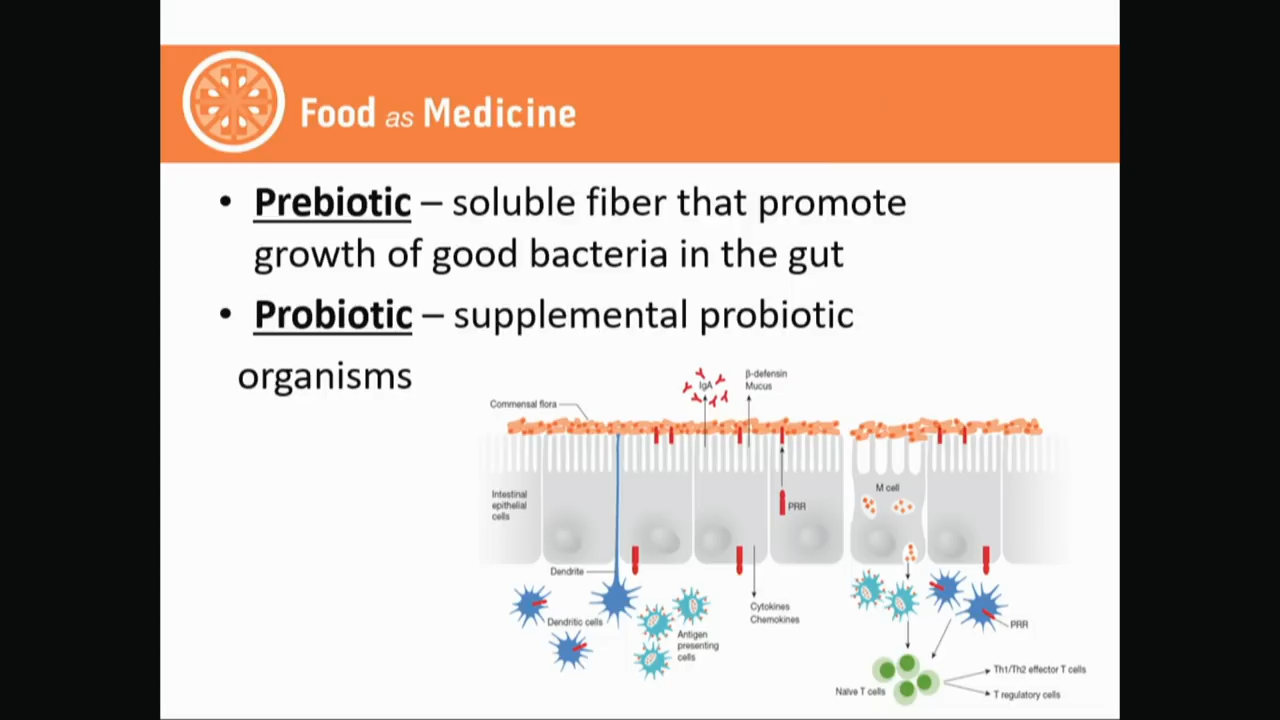 Food as Medicine
• Prebiotic – soluble fiber that promote
growth of good bacteria in the gut
• Probiotic – supplemental probiotic
organisms
IgA
β-defensin
Mucus
Commensal flora
M cell
Intestinal
epithelial
cells
PRR
Dendrite
Dendritic cells
Antigen
presenting
cells
Cytokines
Chemokines
PRR
Naïve T cells
Th1/Th2 effector T cells
T regulatory cells